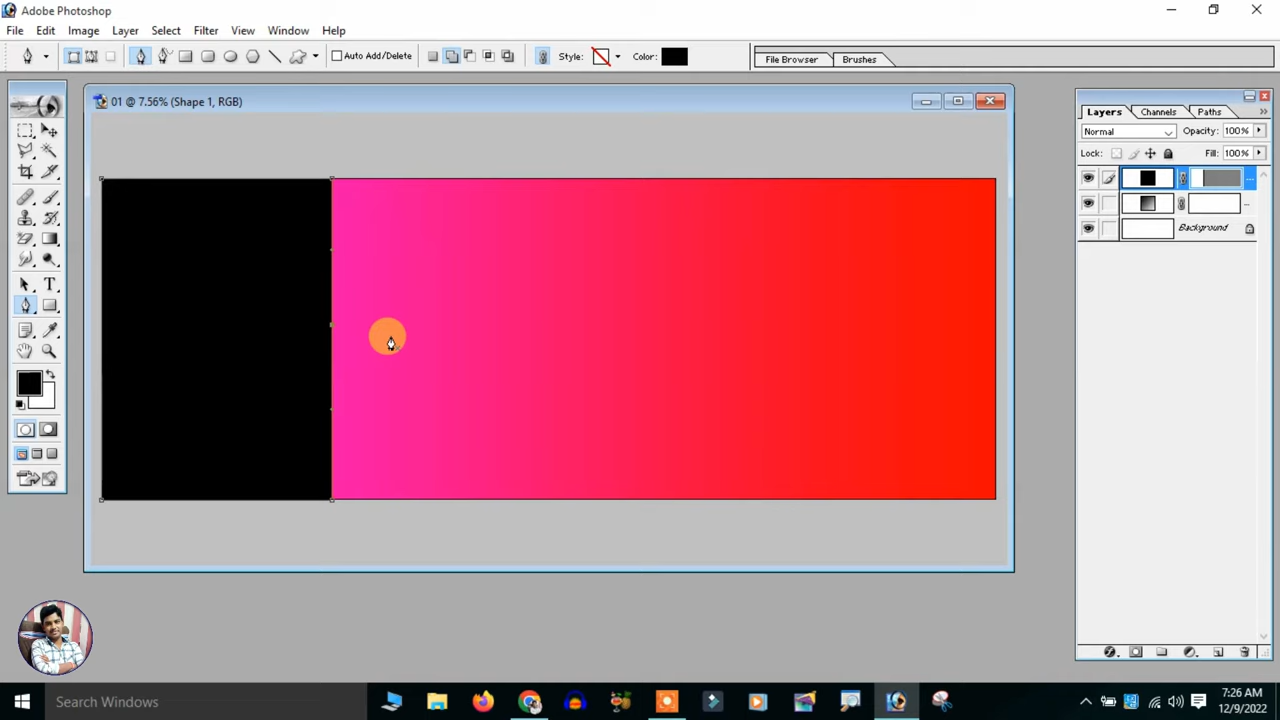 Adobe Photoshop
File Edit Image Layer Select Filter View Window Help
Auto Add/Delete Style: Color: File Browser Brushes
01 @ 7.56% (Shape 1, RGB)
Layers Channels Paths
Normal Opacity: 100%
Lock: Fill: 100%
...
...
Background
Search Windows
7:26 AM
12/9/2022